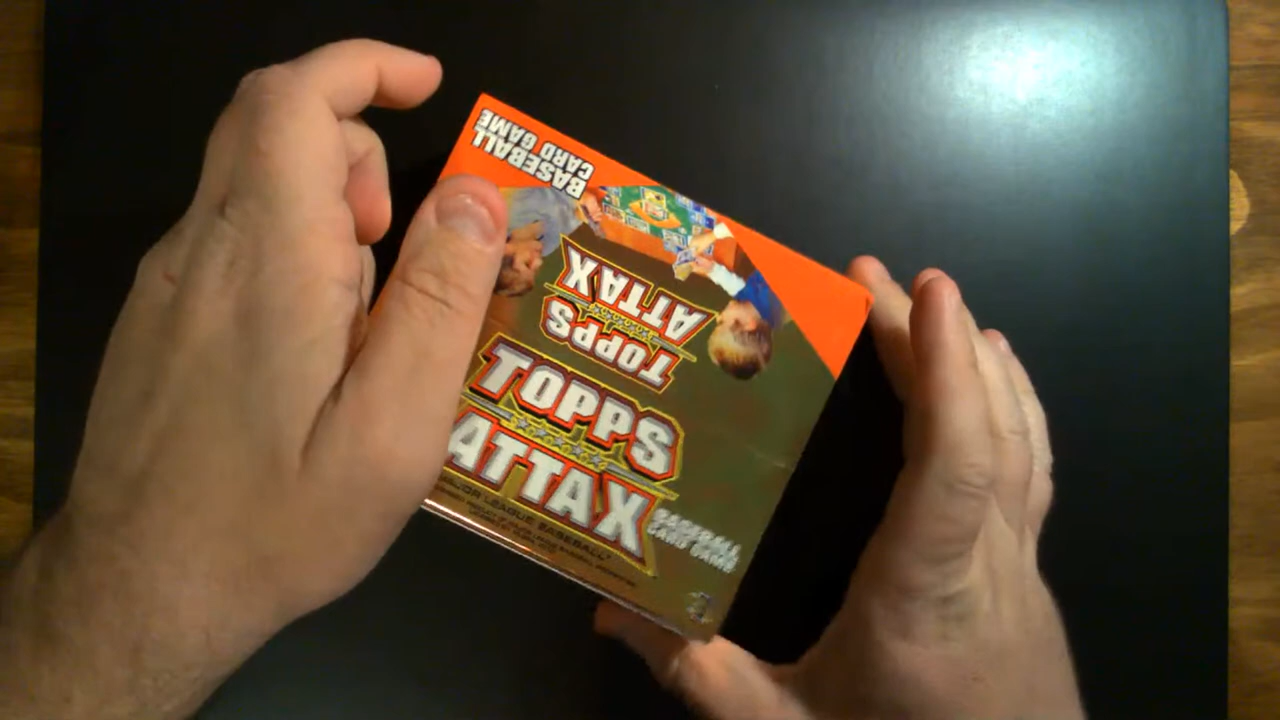 BASEBALL
CARD GAME
TOPPS
ATTAX
TOPPS
ATTAX
MAJOR LEAGUE BASEBALL
BASEBALL
CARD GAME